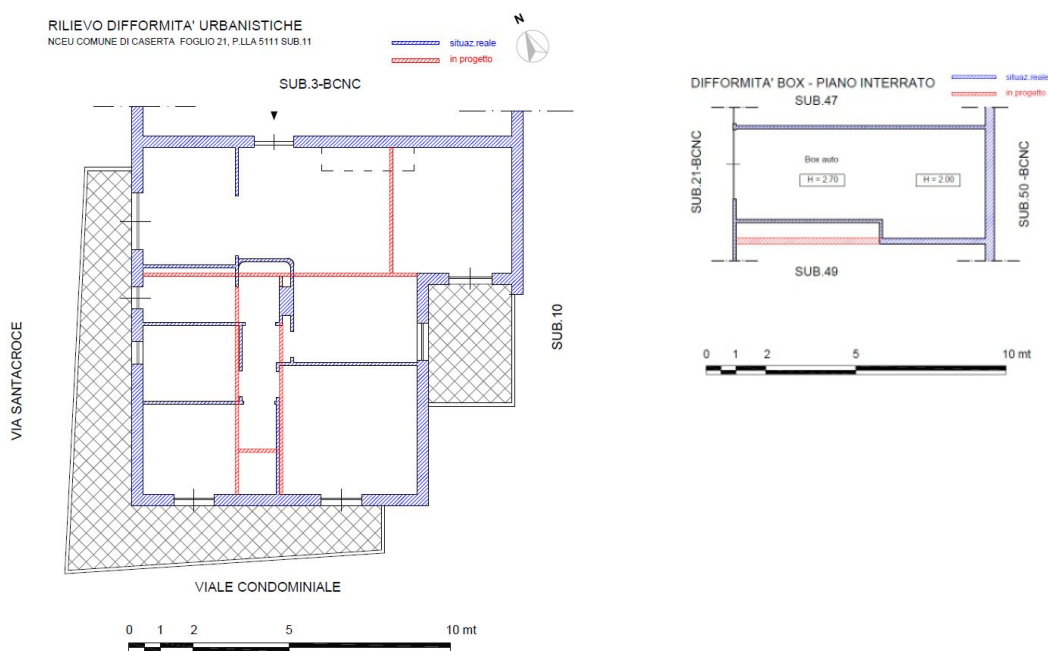 RILIEVO DIFFORMITA' URBANISTICHE
NCEU COMUNE DI CASERTA FOGLIO 21, P.LLA 5111 SUB.11
situaz.reale
in progetto
N
SUB.3-BCNC
VIA SANTACROCE
SUB.10
VIALE CONDOMINIALE
0 1 2 5 10 mt
DIFFORMITA' BOX - PIANO INTERRATO
situaz.reale
in progetto
SUB.47
SUB.21-BCNC
Box auto
H = 2.70
H = 2.00
SUB.50 -BCNC
SUB.49
0 1 2 5 10 mt